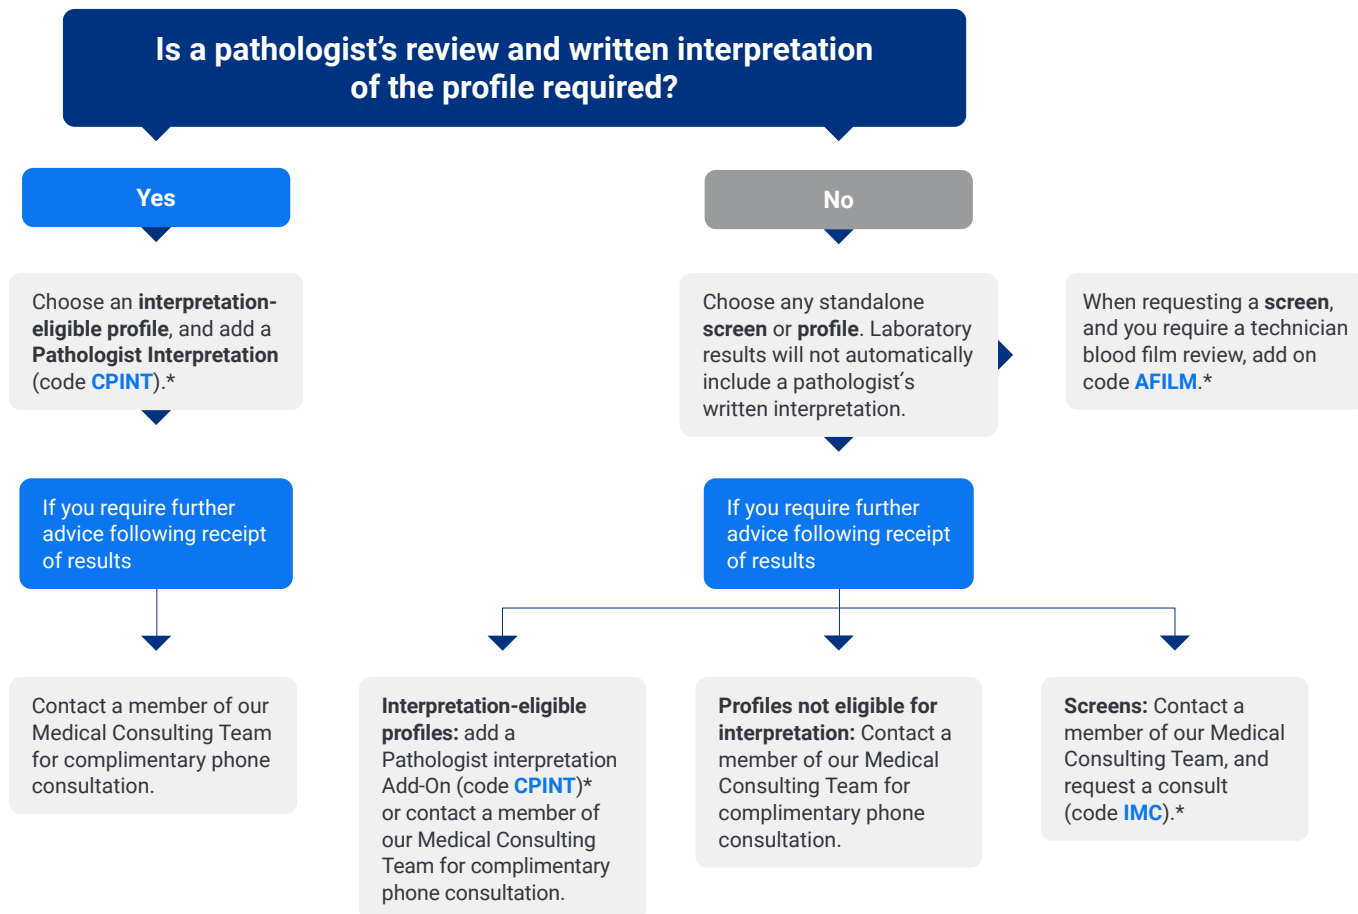 Is a pathologist’s review and written interpretation
of the profile required?
Yes
No
Choose an interpretation-
eligible profile, and add a
Pathologist Interpretation
(code CPINT).*
Choose any standalone
screen or profile. Laboratory
results will not automatically
include a pathologist´s
written interpretation.
When requesting a screen,
and you require a technician
blood film review, add on
code AFILM.*
If you require further
advice following receipt
of results
If you require further
advice following receipt
of results
Contact a member of our
Medical Consulting Team
for complimentary phone
consultation.
Interpretation-eligible
profiles: add a
Pathologist interpretation
Add-On (code CPINT)*
or contact a member of
our Medical Consulting
Team for complimentary
phone consultation.
Profiles not eligible for
interpretation: Contact a
member of our Medical
Consulting Team for
complimentary phone
consultation.
Screens: Contact a
member of our Medical
Consulting Team, and
request a consult
(code IMC).*